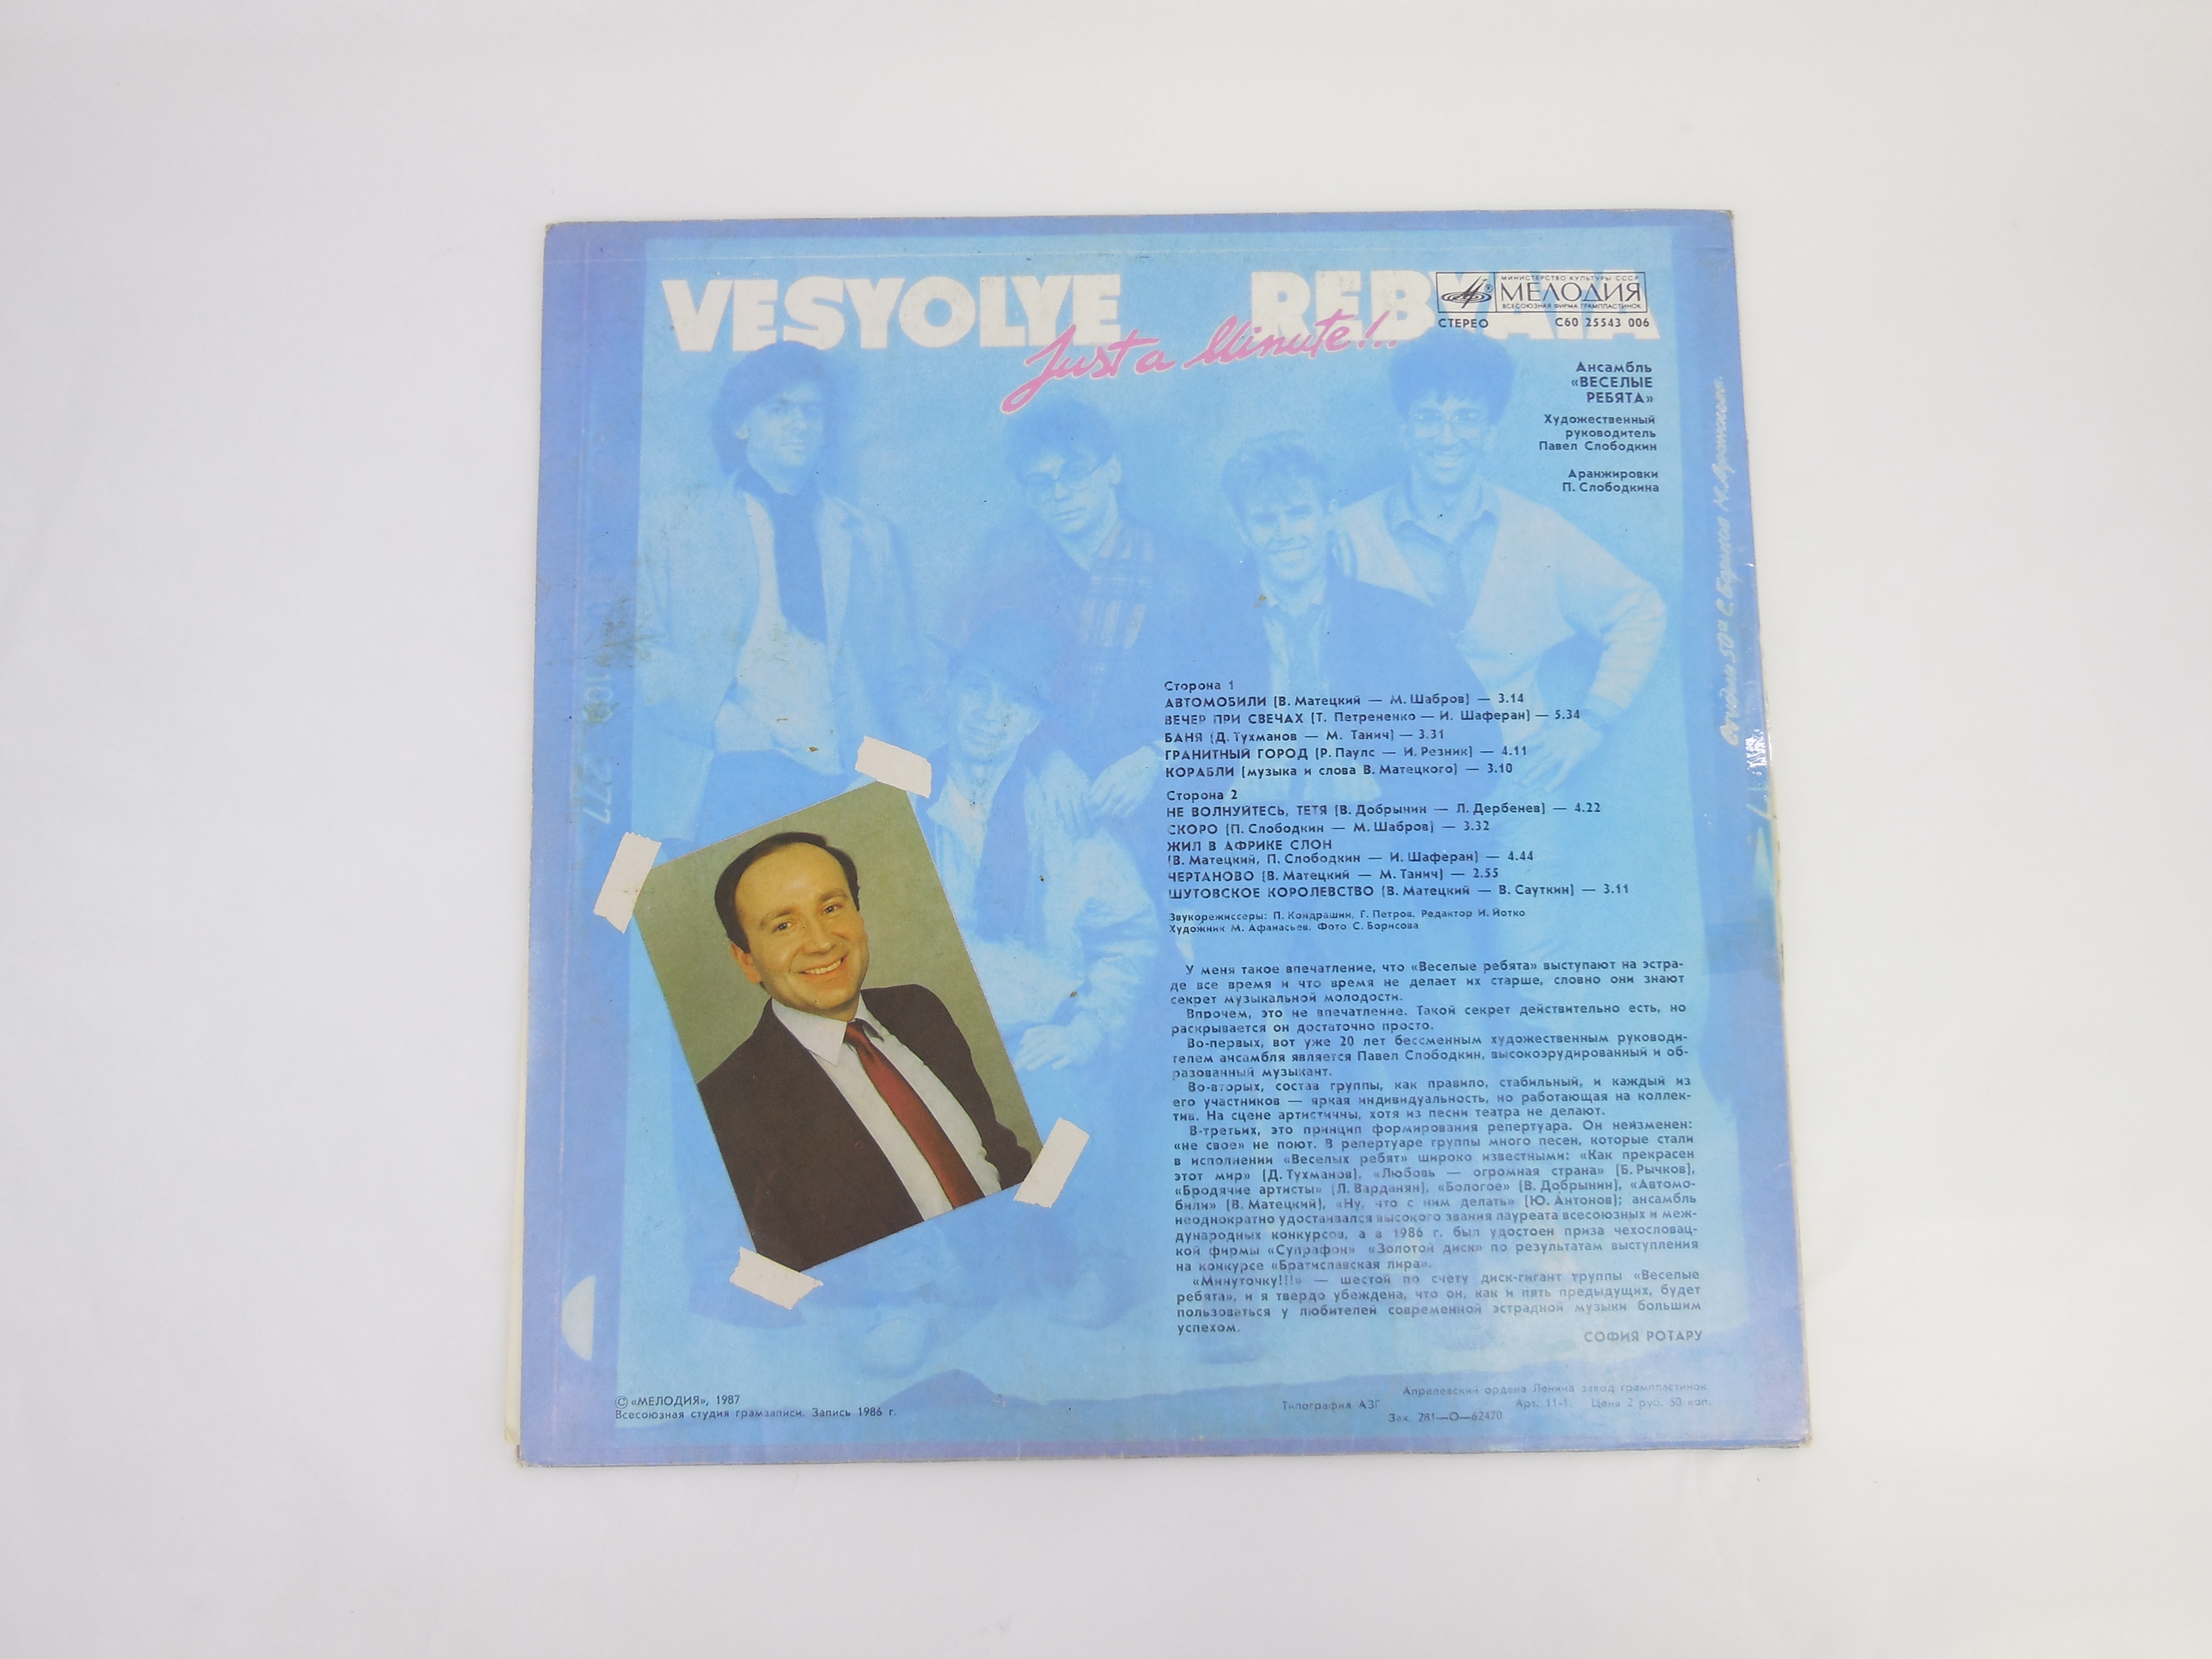 VESYOLYE REBYATA
Just a Minute!..
МИНИСТЕРСТВО КУЛЬТУРЫ СССР
МЕЛОДИЯ
ВСЕСОЮЗНАЯ ФИРМА ГРАМПЛАСТИНОК
СТЕРЕО С60 25543 006
Ансамбль
«ВЕСЕЛЫЕ
РЕБЯТА»
Художественный
руководитель
Павел Слободкин
Аранжировки
П. Слободкина
Сторона 1
АВТОМОБИЛИ (В. Матецкий — М. Шабров) — 3.14
ВЕЧЕР ПРИ СВЕЧАХ (Т. Петрененко — И. Шаферан) — 5.34
БАНЯ (Д. Тухманов — М. Танич) — 3.31
ГРАНИТНЫЙ ГОРОД (Р. Паулс — И. Резник) — 4.11
КОРАБЛИ (музыка и слова В. Матецкого) — 3.10
Сторона 2
НЕ ВОЛНУЙТЕСЬ, ТЕТЯ (В. Добрынин — Л. Дербенев) — 4.22
СКОРО (П. Слободкин — М. Шабров) — 3.32
ЖИЛ В АФРИКЕ СЛОН
(В. Матецкий, П. Слободкин — И. Шаферан) — 4.44
ЧЕРТАНОВО (В. Матецкий — М. Танич) — 2.55
ШУТОВСКОЕ КОРОЛЕВСТВО (В. Матецкий — В. Сауткин) — 3.11
Звукорежиссеры: П. Кондрашин, Г. Петров. Редактор И. Йотко
Художник М. Афанасьев. Фото С. Борисова
У меня такое впечатление, что «Веселые ребята» выступают на эстра-
де все время и что время не делает их старше, словно они знают
секрет музыкальной молодости.
Впрочем, это не впечатление. Такой секрет действительно есть, но
раскрывается он достаточно просто.
Во-первых, вот уже 20 лет бессменным художественным руководи-
телем ансамбля является Павел Слободкин, высокоэрудированный и об-
разованный музыкант.
Во-вторых, состав группы, как правило, стабильный, и каждый из
его участников — яркая индивидуальность, но работающая на коллек-
тив. На сцене артистичны, хотя из песни театра не делают.
В-третьих, это принцип формирования репертуара. Он неизменен:
«не свое» не поют. В репертуаре группы много песен, которые стали
в исполнении «Веселых ребят» широко известными: «Как прекрасен
этот мир» (Д. Тухманов), «Любовь — огромная страна» (Б. Рычков),
«Бродячие артисты» (Л. Варданян), «Бологое» (В. Добрынин), «Автомо-
били» (В. Матецкий), «Ну, что с ним делать» (Ю. Антонов); ансамбль
неоднократно удостаивался высокого звания лауреата всесоюзных и меж-
дународных конкурсов, а в 1986 г. был удостоен приза чехословац-
кой фирмы «Супрафон» «Золотой диск» по результатам выступления
на конкурсе «Братиславская лира».
«Минуточку!!!» — шестой по счету диск-гигант группы «Веселые
ребята», и я твердо убеждена, что он, как и пять предыдущих, будет
пользоваться у любителей современной эстрадной музыки большим
успехом.
СОФИЯ РОТАРУ
© «МЕЛОДИЯ», 1987
Всесоюзная студия грамзаписи. Запись 1986 г.
Апрелевский ордена Ленина завод грампластинок
Типография АЗГ Арт. 11-1. Цена 2 руб. 50 коп.
Зак. 281—О—62470